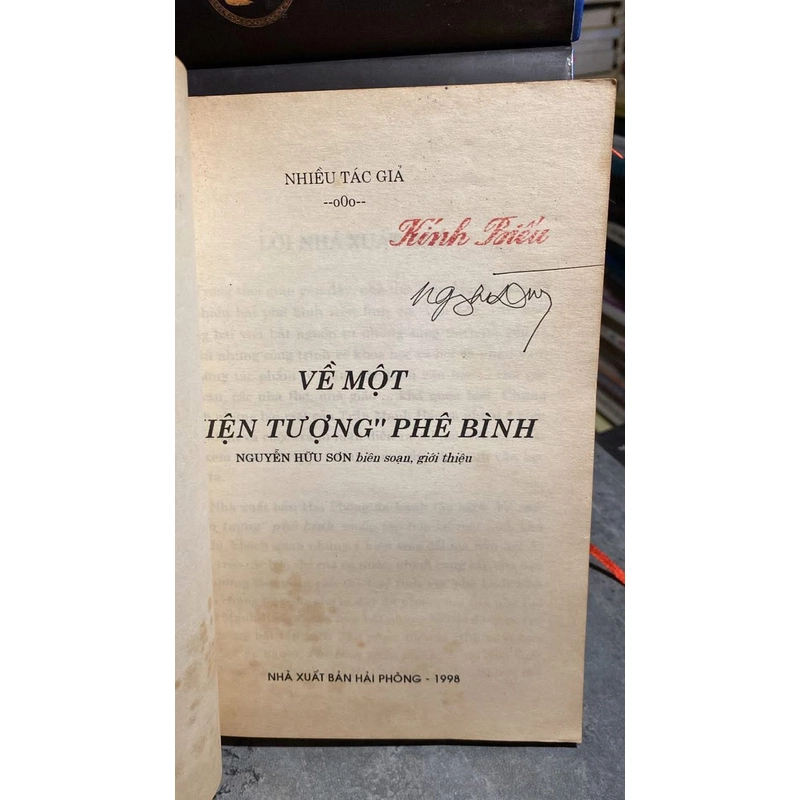 NHIỀU TÁC GIẢ
--o0o--
Kính Biếu
VỀ MỘT
IỆN TƯỢNG" PHÊ BÌNH
NGUYỄN HỮU SƠN biên soạn, giới thiệu
NHÀ XUẤT BẢN HẢI PHÒNG - 1998